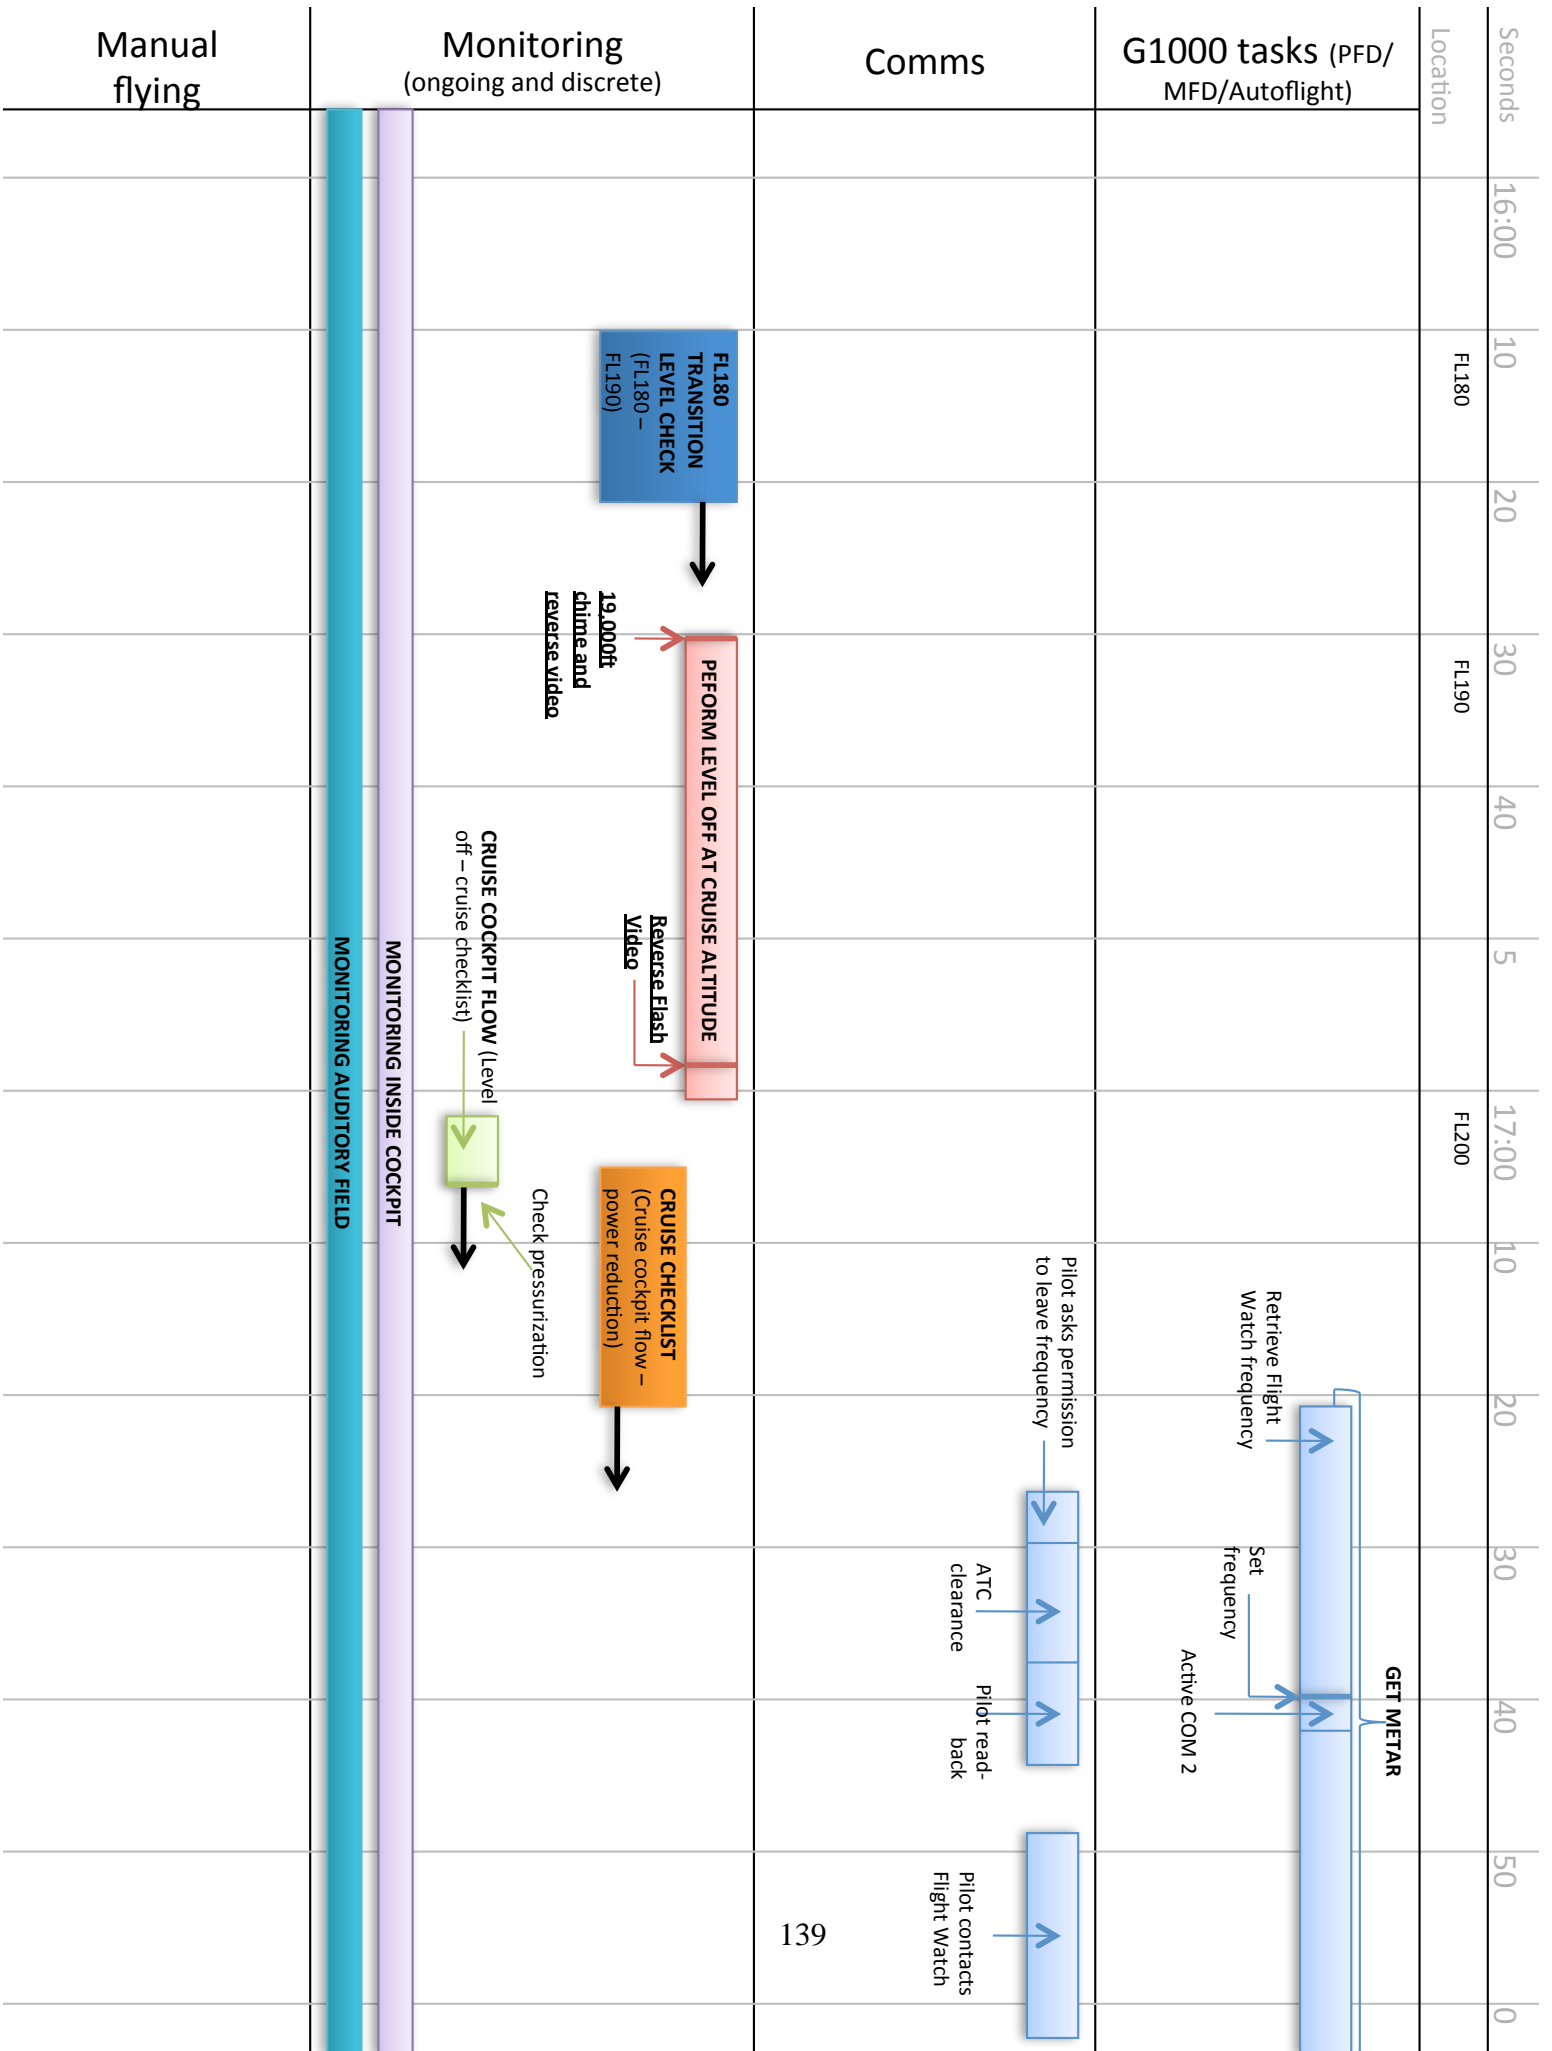 Manual
flying
Monitoring
(ongoing and discrete)
Comms
G1000 tasks (PFD/
MFD/Autoflight)
Location
Seconds
16:00
10
20
30
40
5
17:00
10
20
30
40
50
0
FL180
FL190
FL200
FL180
TRANSITION
LEVEL CHECK
(FL180 –
FL190)
19,000ft
chime and
reverse video
PEFORM LEVEL OFF AT CRUISE ALTITUDE
Reverse Flash
Video
CRUISE COCKPIT FLOW (Level
off – cruise checklist)
Check pressurization
CRUISE CHECKLIST
(Cruise cockpit flow –
power reduction)
MONITORING INSIDE COCKPIT
MONITORING AUDITORY FIELD
Pilot asks permission
to leave frequency
ATC
clearance
Pilot read-
back
Pilot contacts
Flight Watch
Retrieve Flight
Watch frequency
Set
frequency
Active COM 2
GET METAR
139